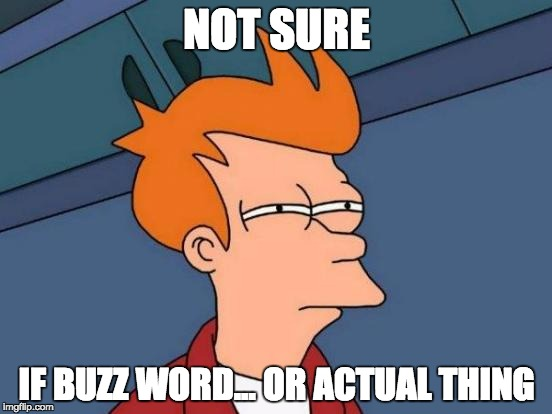 NOT SURE
IF BUZZ WORD... OR ACTUAL THING
imgflip.com